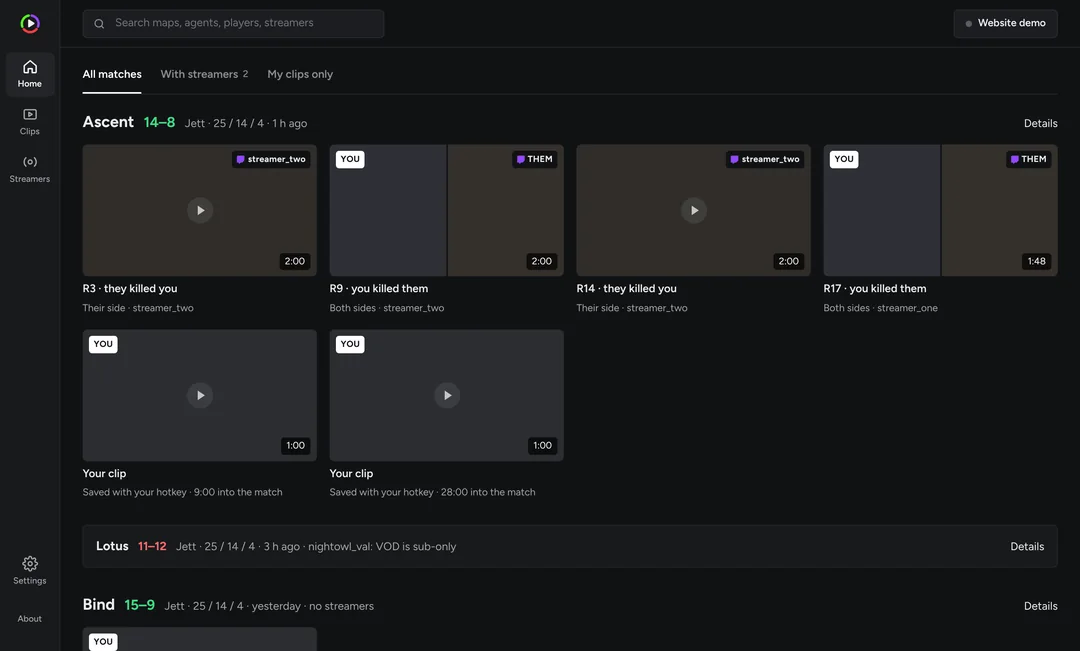 Search maps, agents, players, streamers
Website demo
Home
Clips
Streamers
Settings
About
All matches
With streamers 2
My clips only
Ascent 14–8 Jett · 25 / 14 / 4 · 1 h ago
Details
streamer_two
2:00
R3 · they killed you
Their side · streamer_two
YOU
THEM
2:00
R9 · you killed them
Both sides · streamer_two
streamer_two
2:00
R14 · they killed you
Their side · streamer_two
YOU
THEM
1:48
R17 · you killed them
Both sides · streamer_one
YOU
1:00
Your clip
Saved with your hotkey · 9:00 into the match
YOU
1:00
Your clip
Saved with your hotkey · 28:00 into the match
Lotus 11–12 Jett · 25 / 14 / 4 · 3 h ago · nightowl_val: VOD is sub-only
Details
Bind 15–9 Jett · 25 / 14 / 4 · yesterday · no streamers
Details
YOU